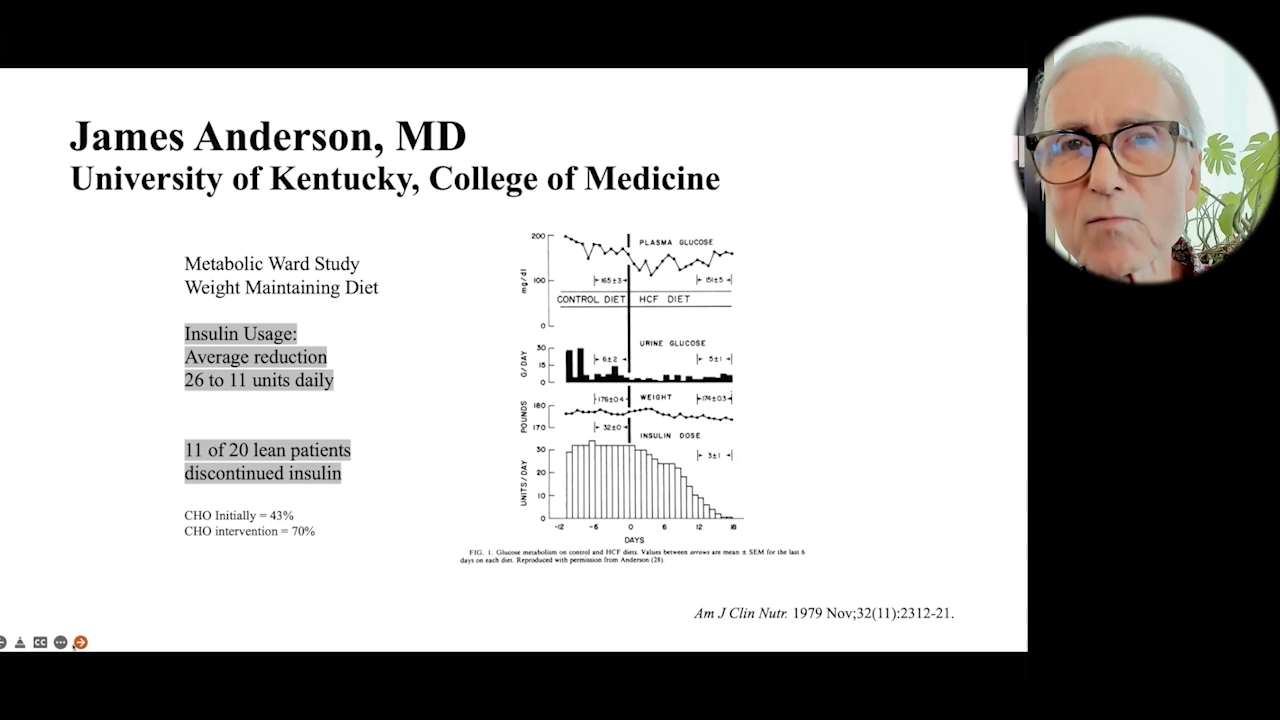 James Anderson, MD
University of Kentucky, College of Medicine
Metabolic Ward Study
Weight Maintaining Diet
Insulin Usage:
Average reduction
26 to 11 units daily
11 of 20 lean patients
discontinued insulin
CHO Initially = 43%
CHO intervention = 70%
200
PLASMA GLUCOSE
mg/dl
100
165±3
151±5
CONTROL DIET
HCF DIET
0
URINE GLUCOSE
G/DAY
30
15
0
6±2
5±1
WEIGHT
POUNDS
180
170
176±0.4
174±0.3
32±0
INSULIN DOSE
UNITS/DAY
30
20
10
0
3±1
-12 -6 0 6 12 18
DAYS
FIG. 1. Glucose metabolism on control and HCF diets. Values between arrows are mean ± SEM for the last 6
days on each diet. Reproduced with permission from Anderson (28).
Am J Clin Nutr. 1979 Nov;32(11):2312-21.
CC